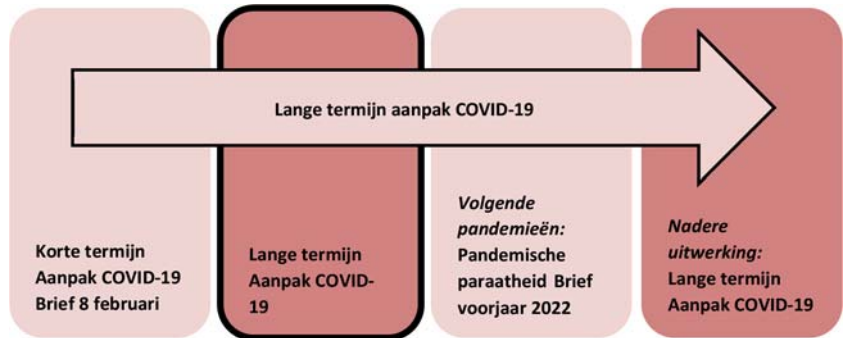 Lange termijn aanpak COVID-19
Korte termijn
Aanpak COVID-19
Brief 8 februari
Lange termijn
Aanpak COVID-
19
Volgende
pandemieën:
Pandemische
paraatheid Brief
voorjaar 2022
Nadere
uitwerking:
Lange termijn
Aanpak COVID-19